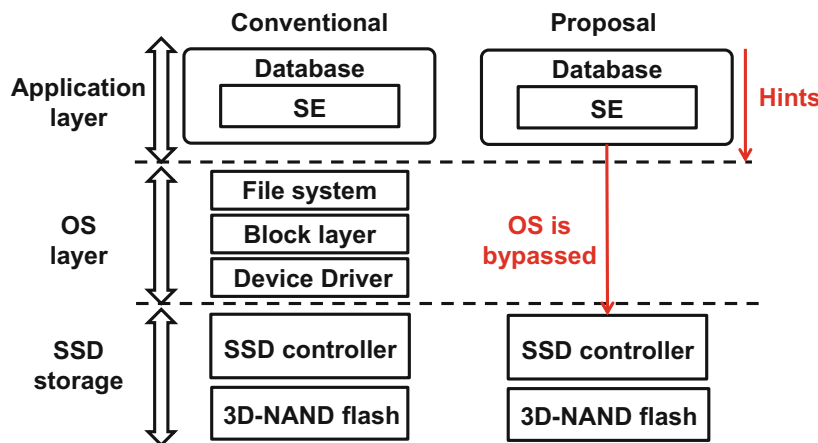 Conventional
Proposal
Application
layer
Database
SE
Database
SE
Hints
OS
layer
File system
Block layer
Device Driver
OS is
bypassed
SSD
storage
SSD controller
3D-NAND flash
SSD controller
3D-NAND flash